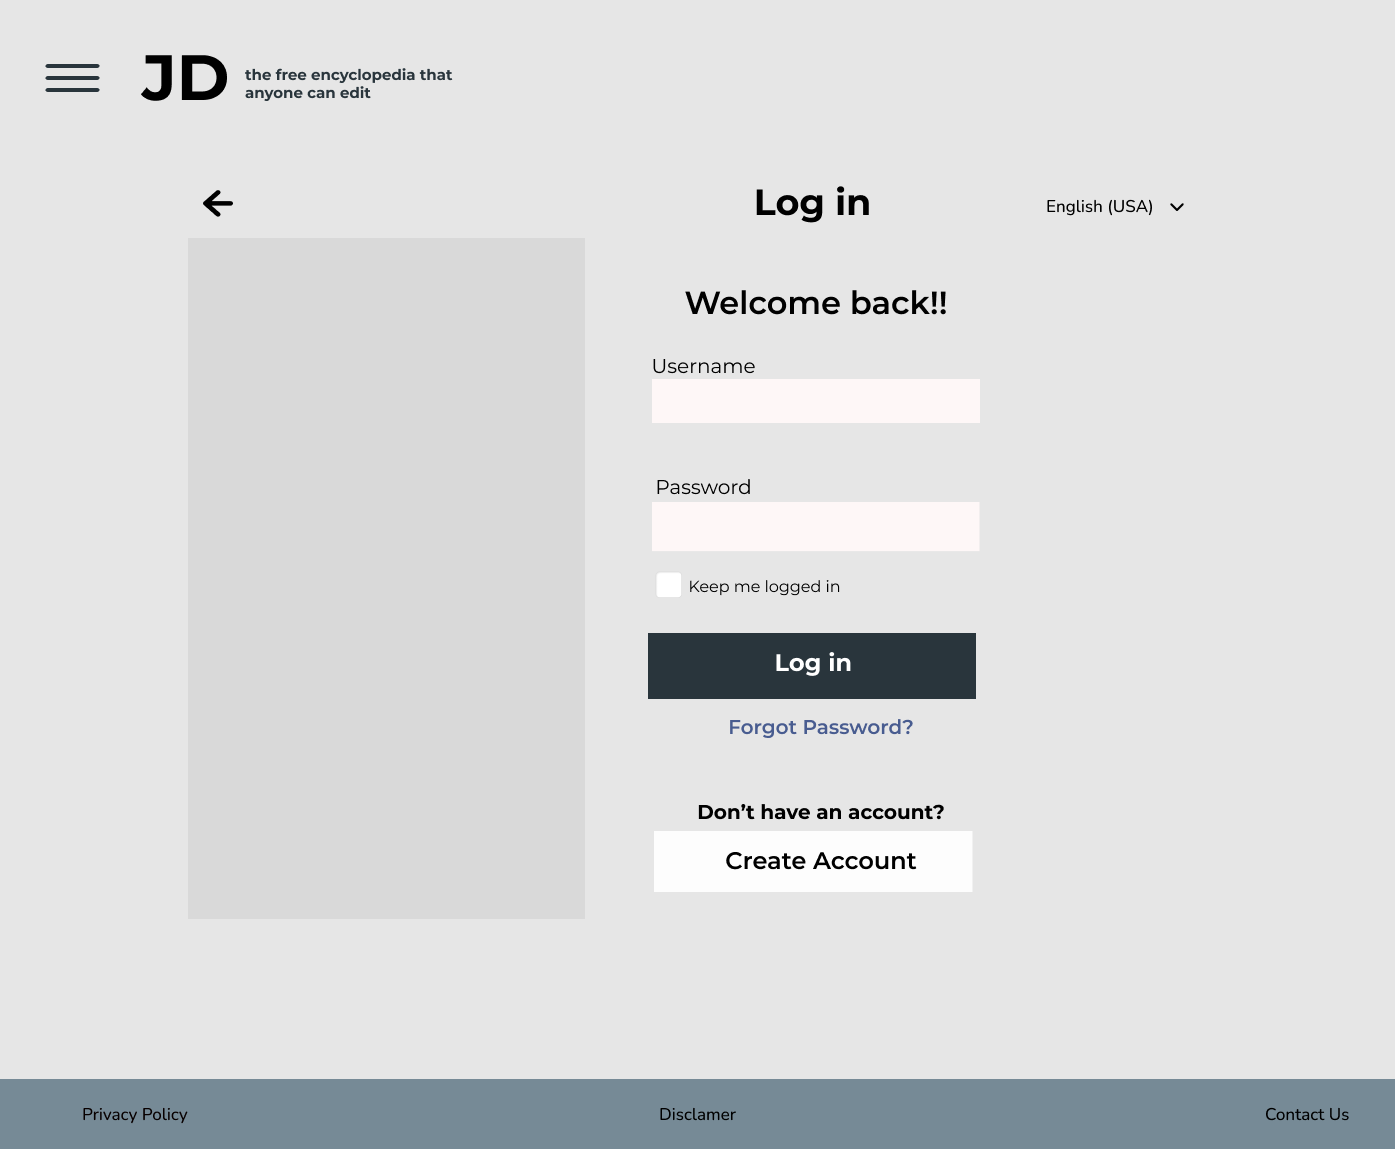 JD
the free encyclopedia that
anyone can edit
Log in
English (USA)
Welcome back!!
Username
Password
Keep me logged in
Log in
Forgot Password?
Don’t have an account?
Create Account
Privacy Policy
Disclamer
Contact Us